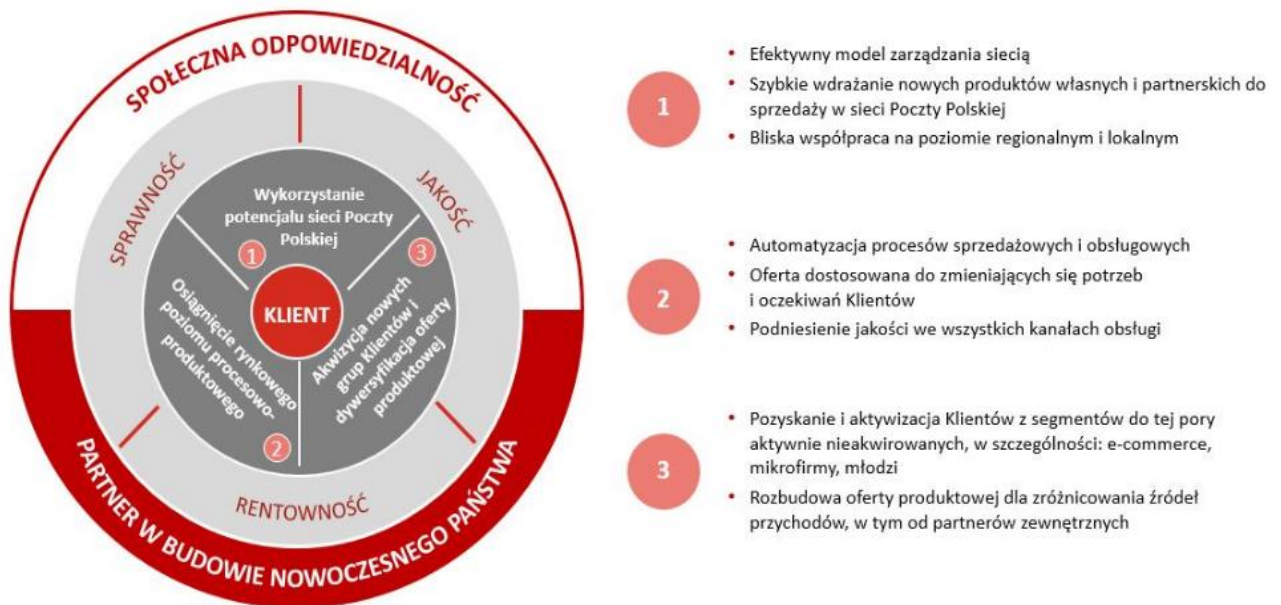 SPOŁECZNA ODPOWIEDZIALNOŚĆ
SPRAWNOŚĆ
JAKOŚĆ
Wykorzystanie
potencjału sieci Poczty
Polskiej
1
3
KLIENT
Osiągnięcie rynkowego
poziomu procesowo-
produktowego
2
Akwizycja nowych
grup Klientów i
dywersyfikacja oferty
produktowej
RENTOWNOŚĆ
PARTNER W BUDOWIE NOWOCZESNEGO PAŃSTWA
1
• Efektywny model zarządzania siecią
• Szybkie wdrażanie nowych produktów własnych i partnerskich do
sprzedaży w sieci Poczty Polskiej
• Bliska współpraca na poziomie regionalnym i lokalnym
2
• Automatyzacja procesów sprzedażowych i obsługowych
• Oferta dostosowana do zmieniających się potrzeb
i oczekiwań Klientów
• Podniesienie jakości we wszystkich kanałach obsługi
3
• Pozyskanie i aktywizacja Klientów z segmentów do tej pory
aktywnie nieakwirowanych, w szczególności: e-commerce,
mikrofirmy, młodzi
• Rozbudowa oferty produktowej dla zróżnicowania źródeł
przychodów, w tym od partnerów zewnętrznych